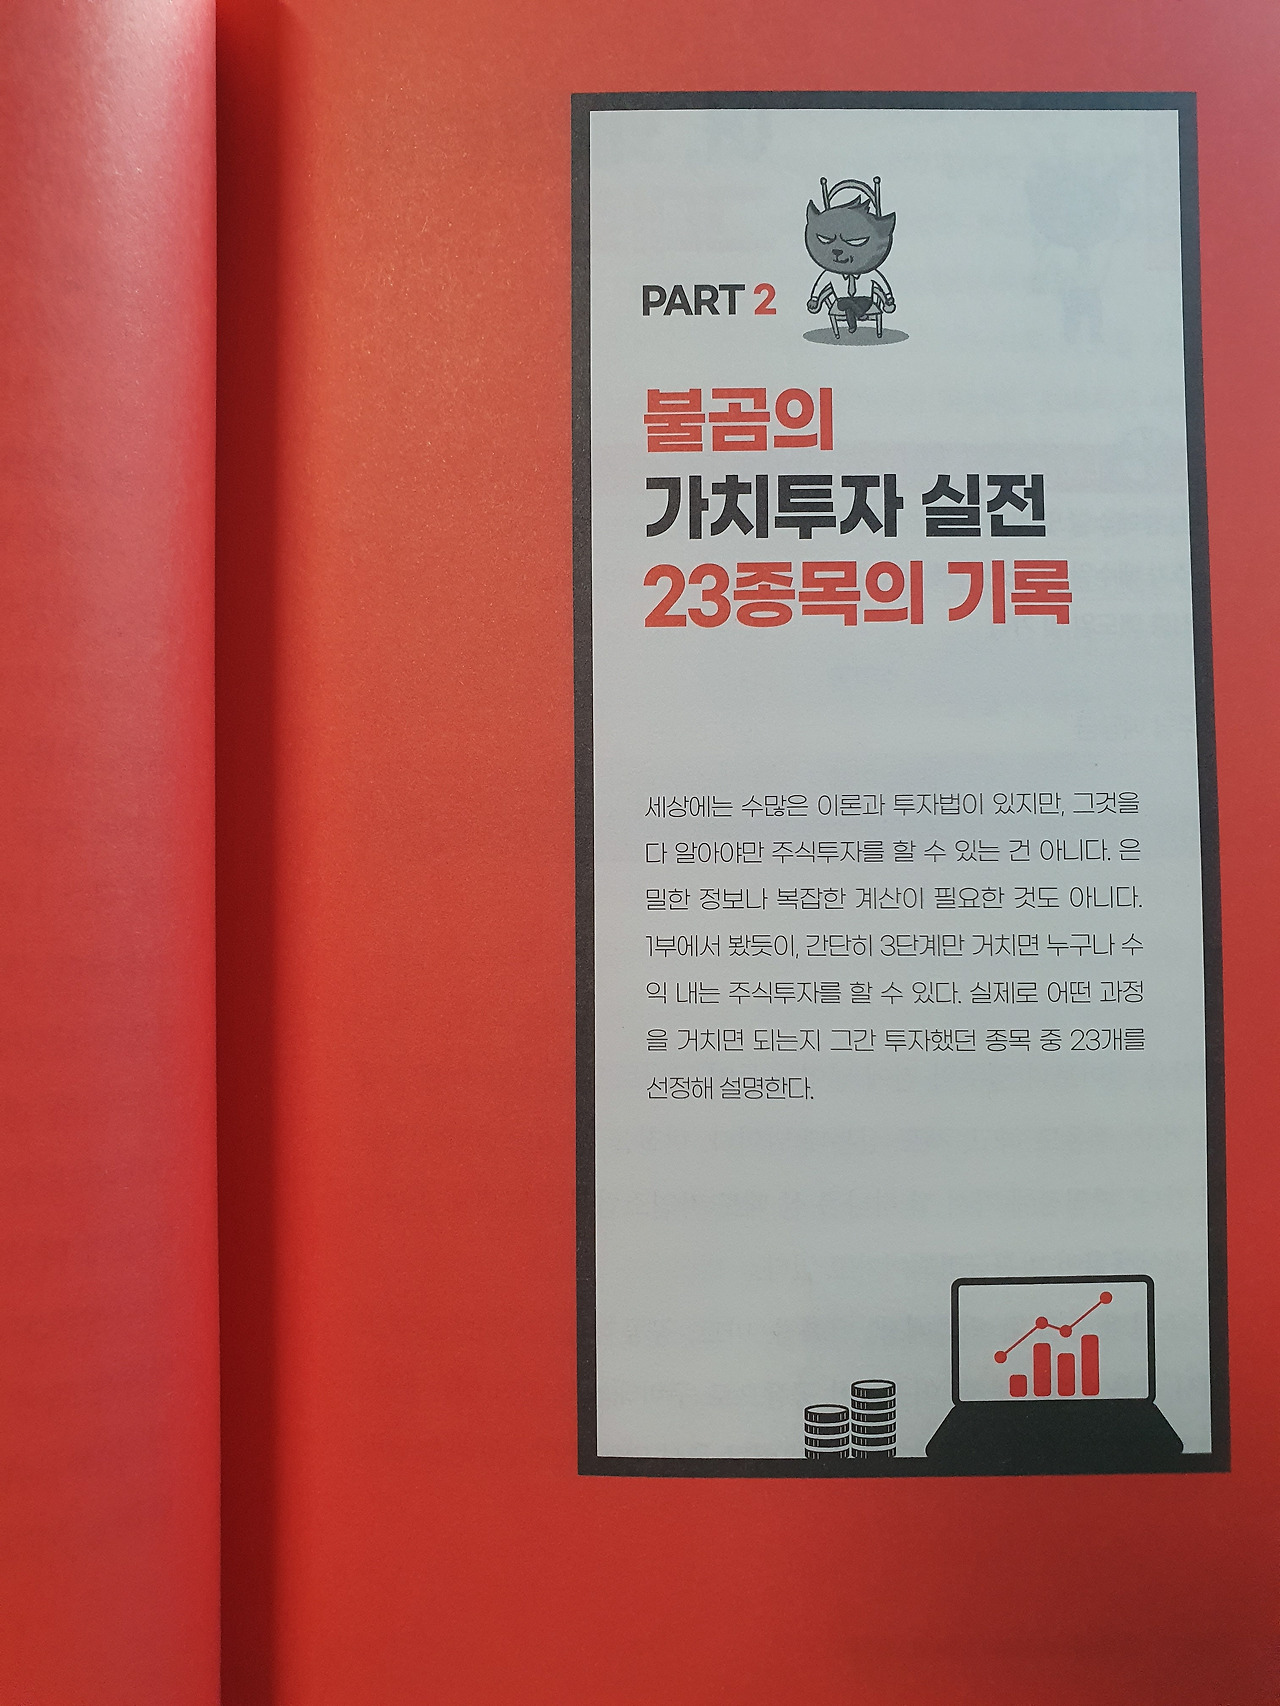 PART 2
불곰의
가치투자 실전
23종목의 기록
세상에는 수많은 이론과 투자법이 있지만, 그것을
다 알아야만 주식투자를 할 수 있는 건 아니다. 은
밀한 정보나 복잡한 계산이 필요한 것도 아니다.
1부에서 봤듯이, 간단히 3단계만 거치면 누구나 수
익 내는 주식투자를 할 수 있다. 실제로 어떤 과정
을 거치면 되는지 그간 투자했던 종목 중 23개를
선정해 설명한다.